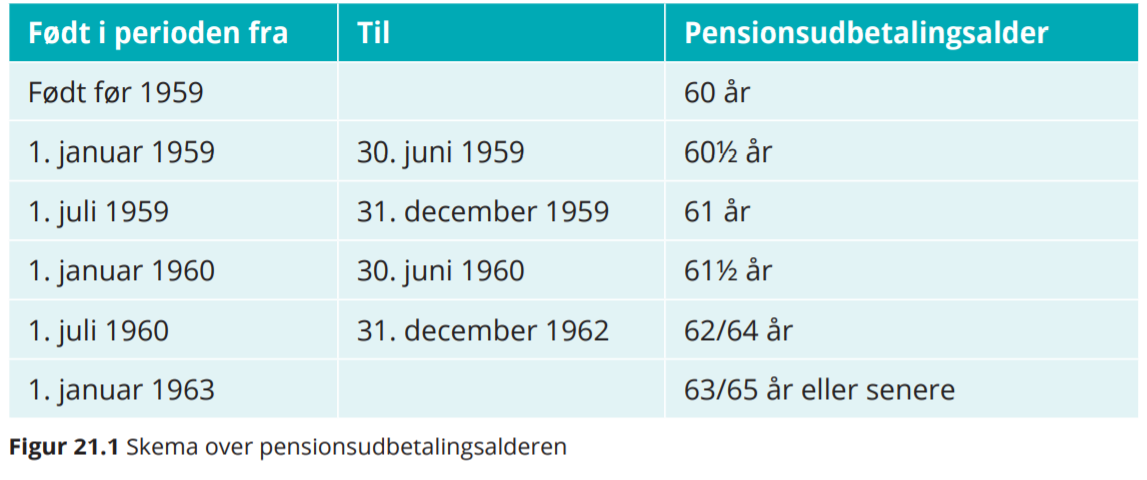 Født i perioden fra Til Pensionsudbetalingsalder
Født før 1959 60 år
1. januar 1959 30. juni 1959 60½ år
1. juli 1959 31. december 1959 61 år
1. januar 1960 30. juni 1960 61½ år
1. juli 1960 31. december 1962 62/64 år
1. januar 1963 63/65 år eller senere
Figur 21.1 Skema over pensionsudbetalingsalderen